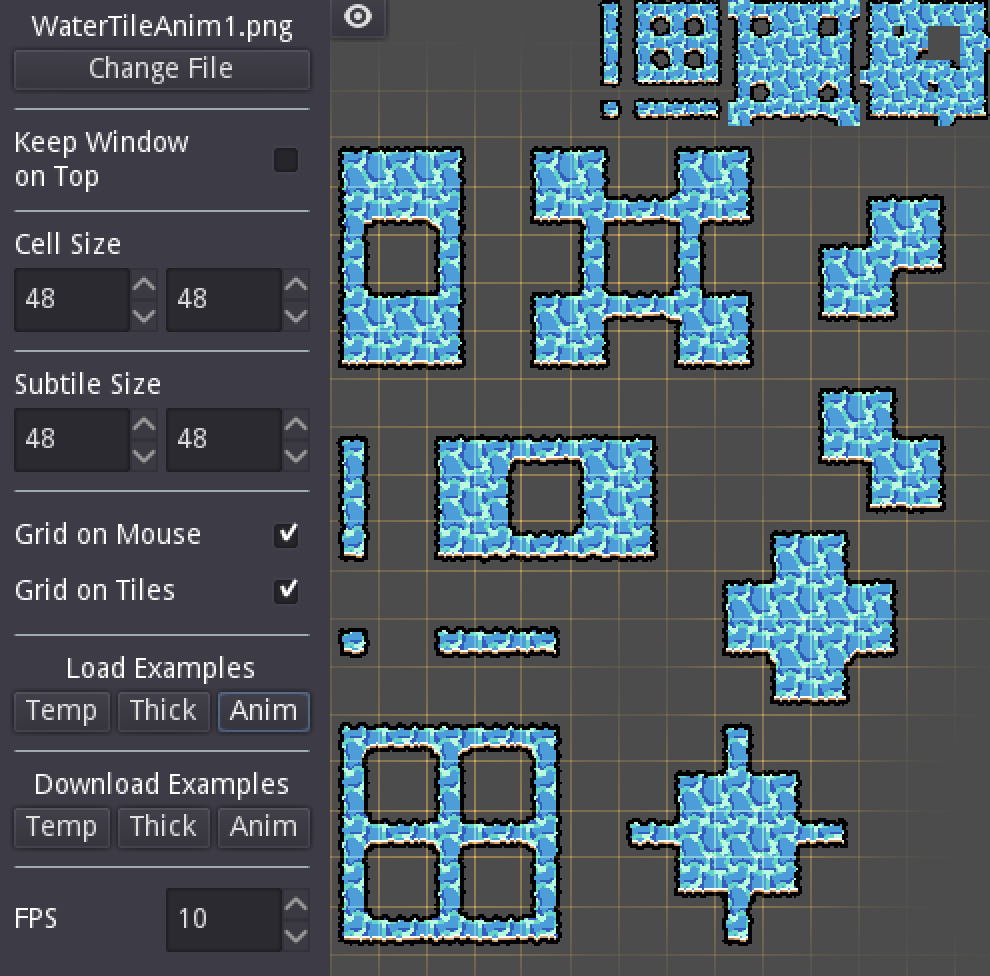 WaterTileAnim1.png
Change File
Keep Window
on Top
Cell Size
48 48
Subtile Size
48 48
Grid on Mouse
Grid on Tiles
Load Examples
Temp Thick Anim
Download Examples
Temp Thick Anim
FPS 10